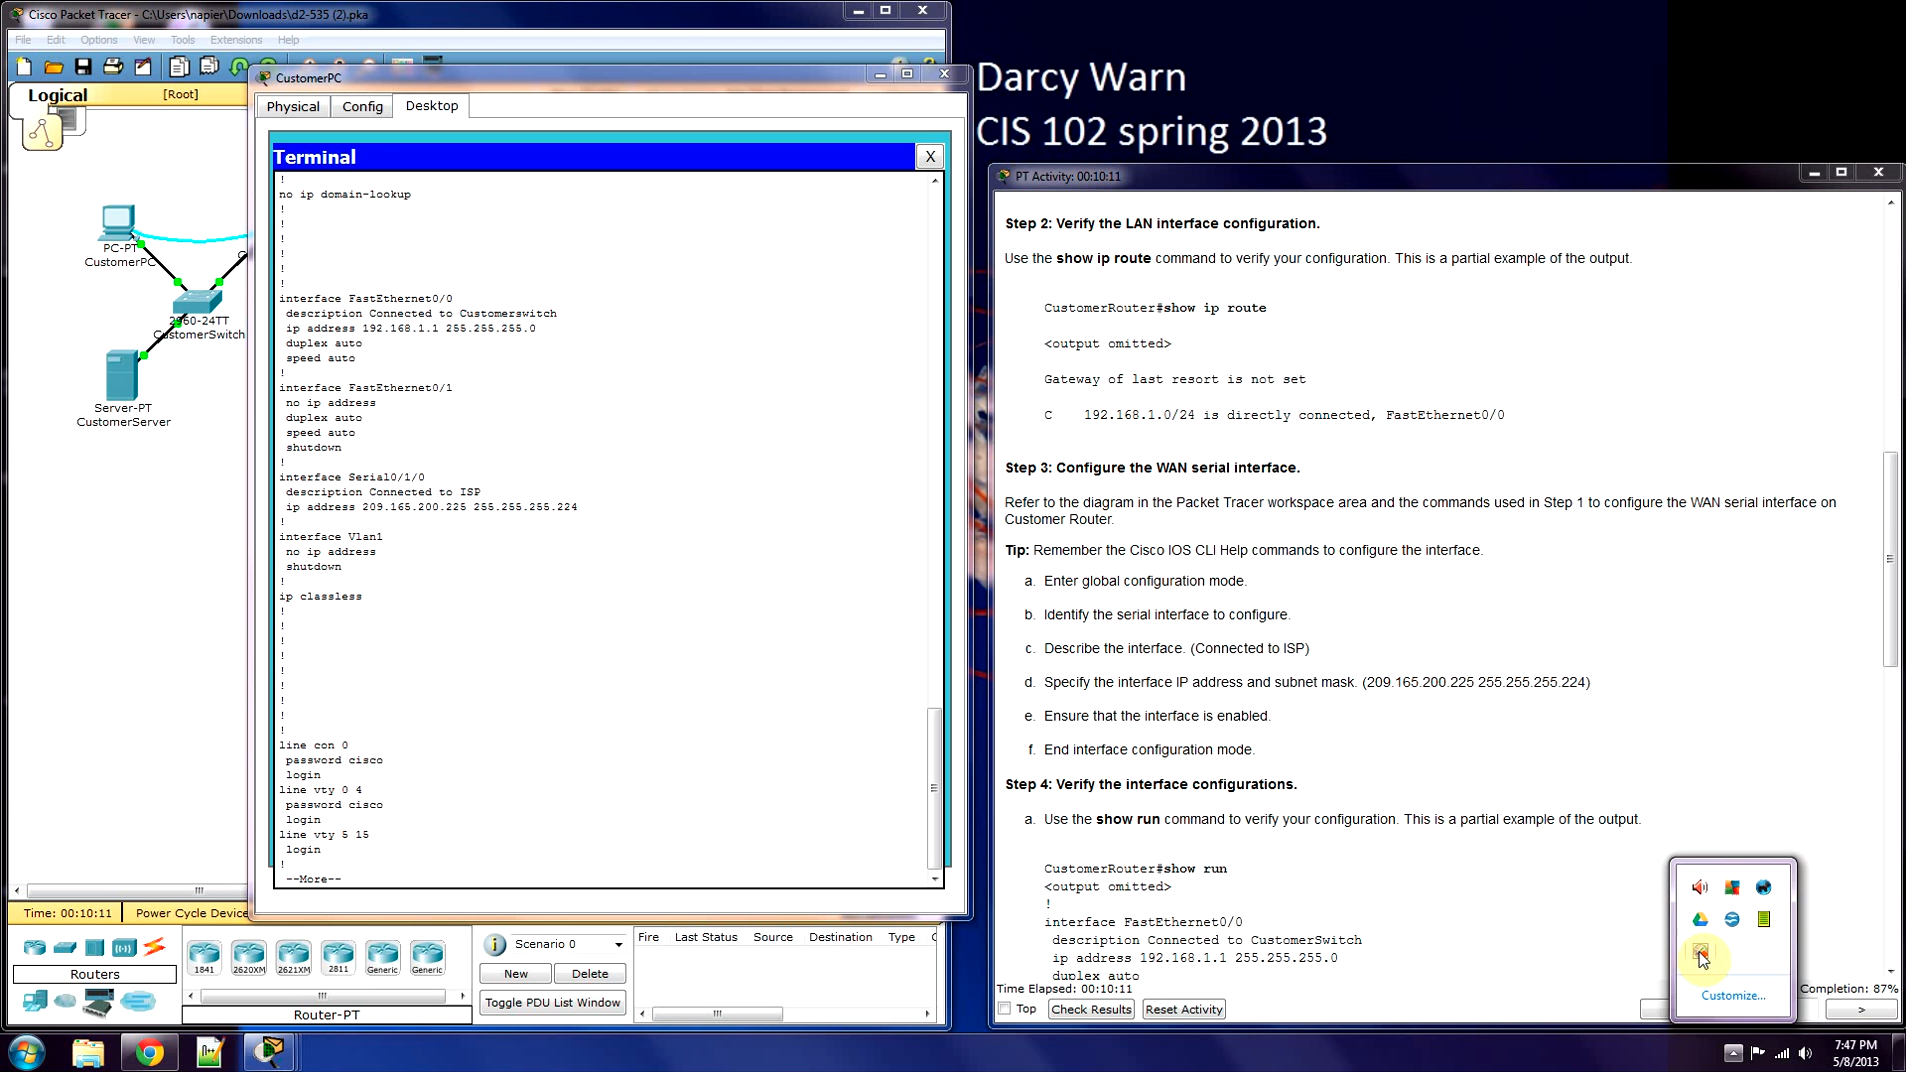 Cisco Packet Tracer - C:\Users\napier\Downloads\d2-535 (2).pka
File Edit Options View Tools Extensions Help
Logical
[Root]
PC-PT
CustomerPC
2960-24TT
CustomerSwitch
Server-PT
CustomerServer
CustomerPC
Physical Config Desktop
Terminal
X
!
no ip domain-lookup
!
!
!
!
!
!
interface FastEthernet0/0
description Connected to Customerswitch
ip address 192.168.1.1 255.255.255.0
duplex auto
speed auto
!
interface FastEthernet0/1
no ip address
duplex auto
speed auto
shutdown
!
interface Serial0/1/0
description Connected to ISP
ip address 209.165.200.225 255.255.255.224
!
interface Vlan1
no ip address
shutdown
!
ip classless
!
!
!
!
!
!
!
!
!
line con 0
password cisco
login
line vty 0 4
password cisco
login
line vty 5 15
login
!
--More--
Darcy Warn
CIS 102 spring 2013
PT Activity: 00:10:11
Step 2: Verify the LAN interface configuration.
Use the show ip route command to verify your configuration. This is a partial example of the output.
CustomerRouter#show ip route
<output omitted>
Gateway of last resort is not set
C 192.168.1.0/24 is directly connected, FastEthernet0/0
Step 3: Configure the WAN serial interface.
Refer to the diagram in the Packet Tracer workspace area and the commands used in Step 1 to configure the WAN serial interface on
Customer Router.
Tip: Remember the Cisco IOS CLI Help commands to configure the interface.
a. Enter global configuration mode.
b. Identify the serial interface to configure.
c. Describe the interface. (Connected to ISP)
d. Specify the interface IP address and subnet mask. (209.165.200.225 255.255.255.224)
e. Ensure that the interface is enabled.
f. End interface configuration mode.
Step 4: Verify the interface configurations.
a. Use the show run command to verify your configuration. This is a partial example of the output.
CustomerRouter#show run
<output omitted>
!
interface FastEthernet0/0
description Connected to CustomerSwitch
ip address 192.168.1.1 255.255.255.0
duplex auto
Time Elapsed: 00:10:11
Completion: 87%
Top Check Results Reset Activity
>
Customize...
Time: 00:10:11 Power Cycle Device
Routers
1841 2620XM 2621XM 2811 Generic Generic
Router-PT
i
Scenario 0
New Delete
Toggle PDU List Window
Fire Last Status Source Destination Type
7:47 PM
5/8/2013